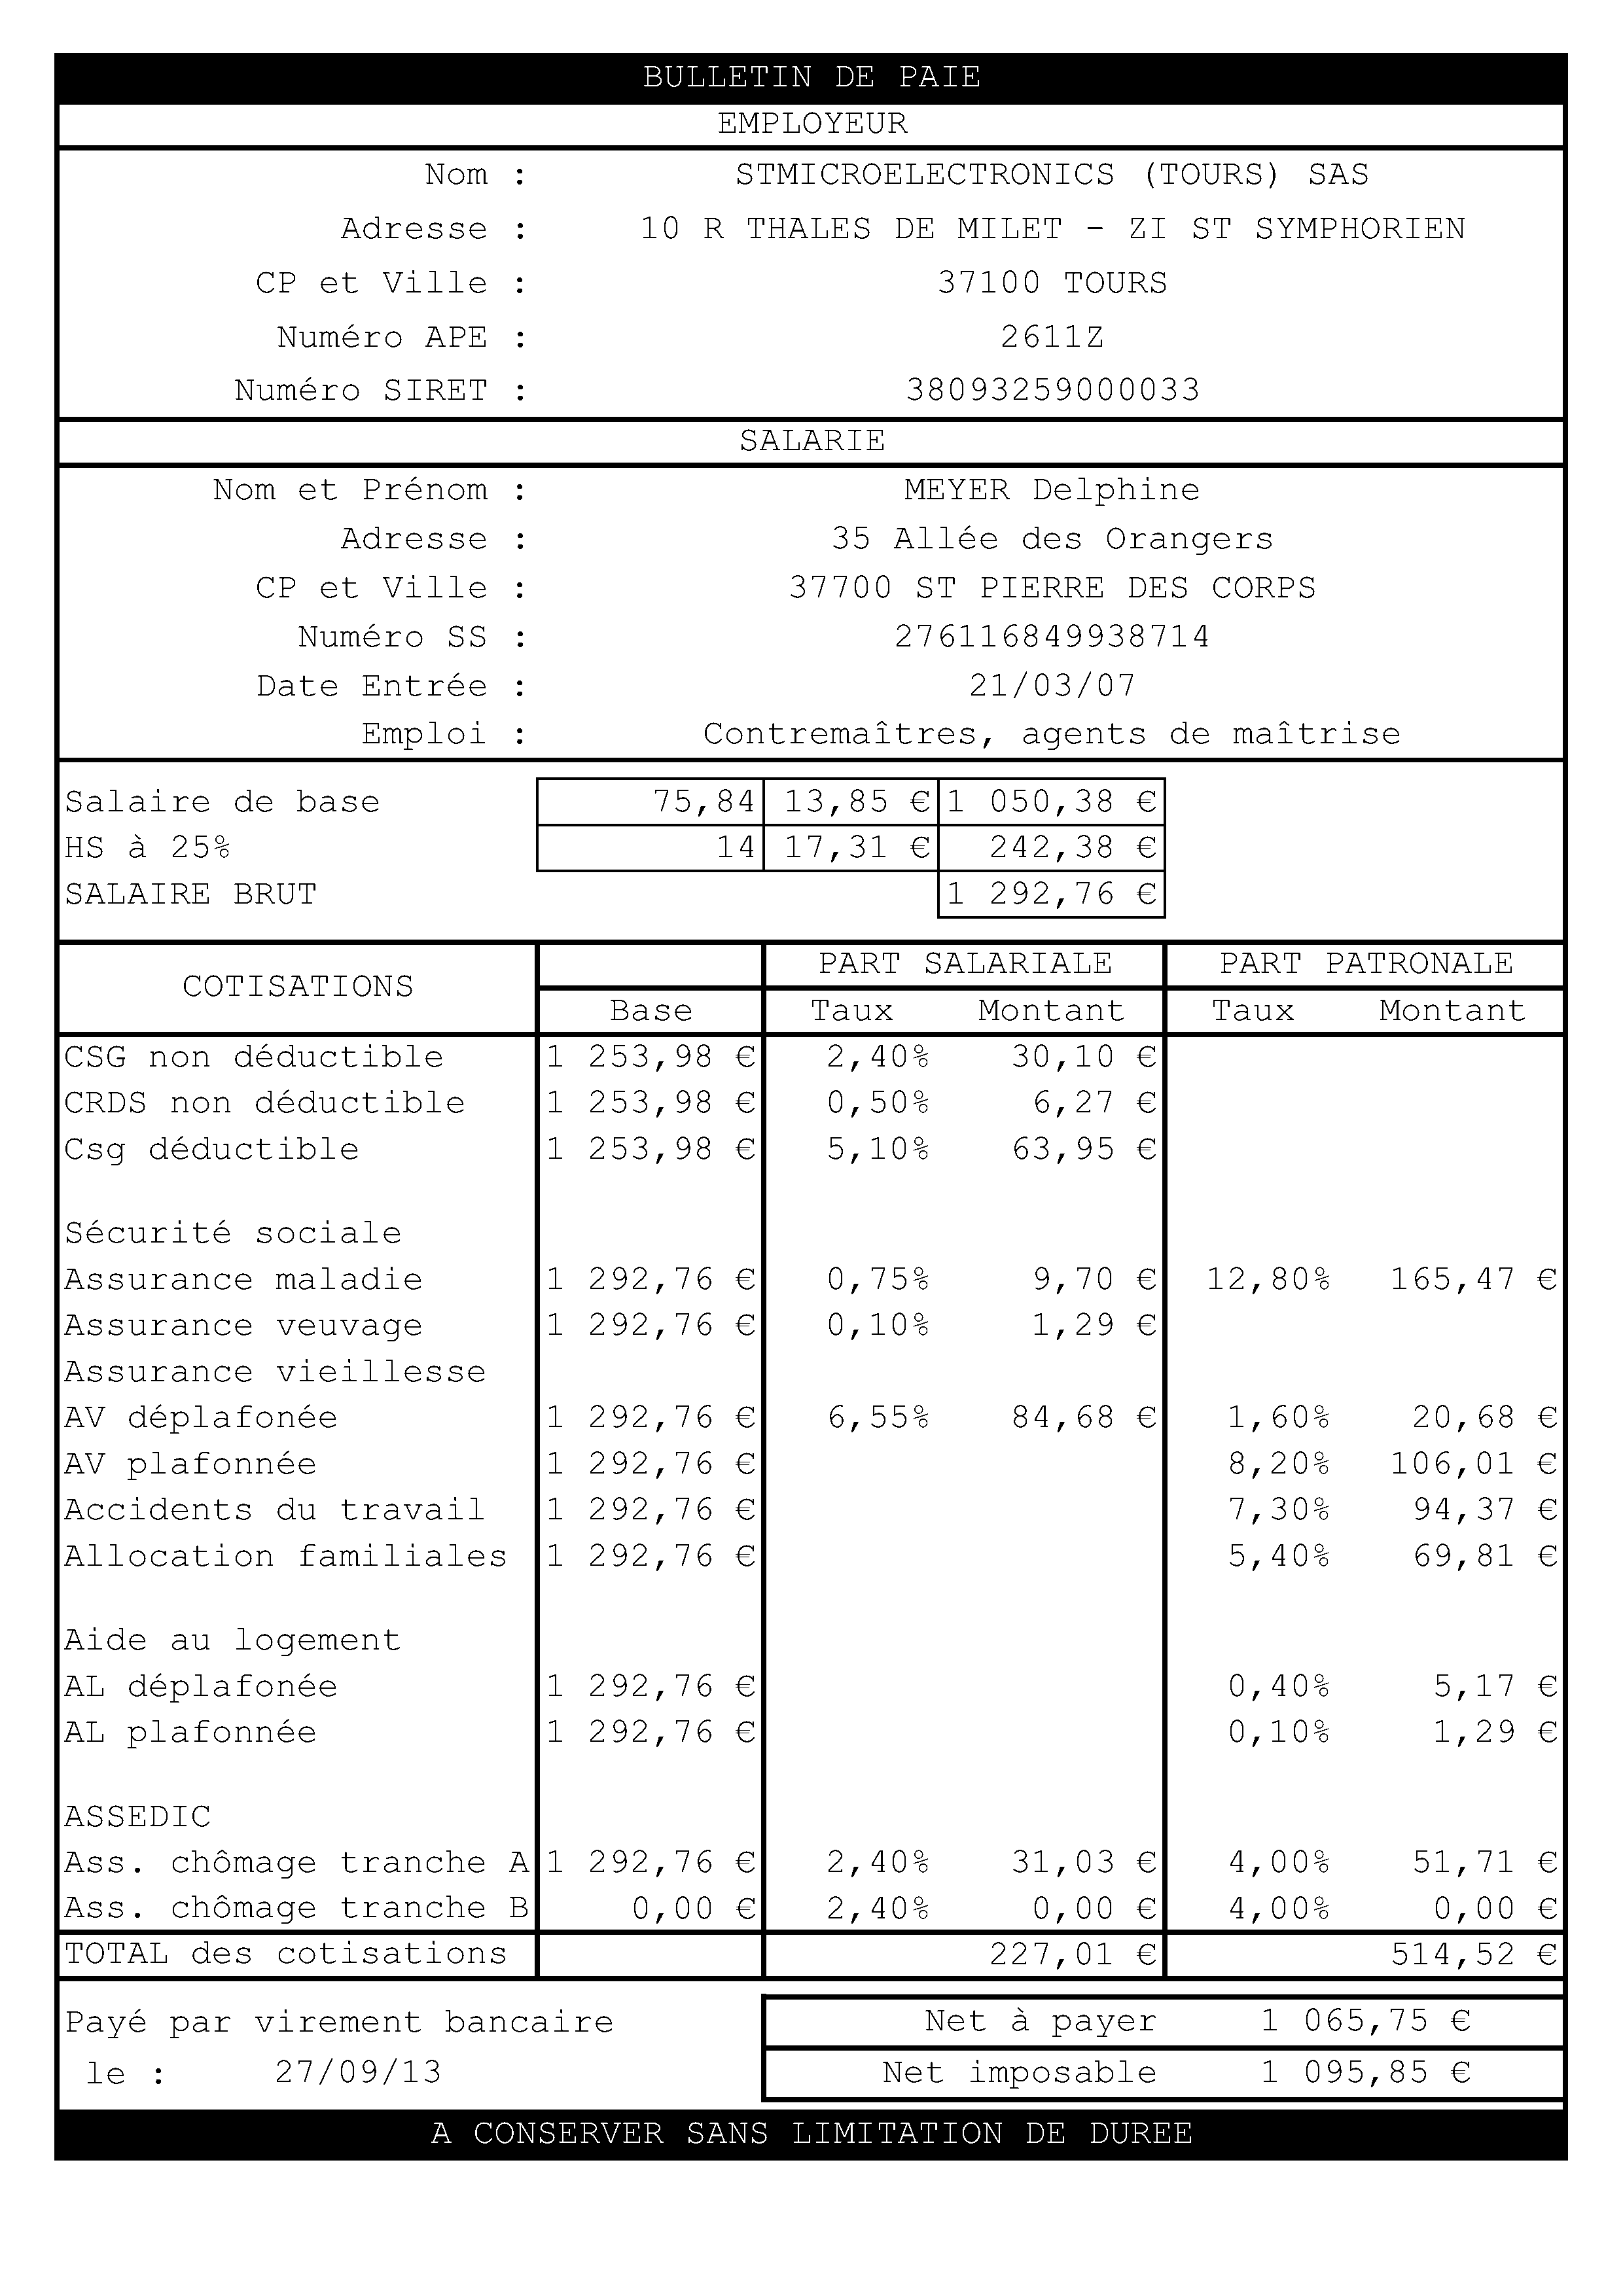 BULLETIN DE PAIE
EMPLOYEUR
Nom : STMICROELECTRONICS (TOURS) SAS
Adresse : 10 R THALES DE MILET - ZI ST SYMPHORIEN
CP et Ville : 37100 TOURS
Numéro APE : 2611Z
Numéro SIRET : 38093259000033
SALARIE
Nom et Prénom : MEYER Delphine
Adresse : 35 Allée des Orangers
CP et Ville : 37700 ST PIERRE DES CORPS
Numéro SS : 276116849938714
Date Entrée : 21/03/07
Emploi : Contremaîtres, agents de maîtrise
Salaire de base 75,84 13,85 € 1 050,38 €
HS à 25% 14 17,31 € 242,38 €
SALAIRE BRUT 1 292,76 €
COTISATIONS PART SALARIALE PART PATRONALE
Base Taux Montant Taux Montant
CSG non déductible 1 253,98 € 2,40% 30,10 €
CRDS non déductible 1 253,98 € 0,50% 6,27 €
Csg déductible 1 253,98 € 5,10% 63,95 €
Sécurité sociale
Assurance maladie 1 292,76 € 0,75% 9,70 € 12,80% 165,47 €
Assurance veuvage 1 292,76 € 0,10% 1,29 €
Assurance vieillesse
AV déplafonée 1 292,76 € 6,55% 84,68 € 1,60% 20,68 €
AV plafonnée 1 292,76 € 8,20% 106,01 €
Accidents du travail 1 292,76 € 7,30% 94,37 €
Allocation familiales 1 292,76 € 5,40% 69,81 €
Aide au logement
AL déplafonée 1 292,76 € 0,40% 5,17 €
AL plafonnée 1 292,76 € 0,10% 1,29 €
ASSEDIC
Ass. chômage tranche A 1 292,76 € 2,40% 31,03 € 4,00% 51,71 €
Ass. chômage tranche B 0,00 € 2,40% 0,00 € 4,00% 0,00 €
TOTAL des cotisations 227,01 € 514,52 €
Payé par virement bancaire Net à payer 1 065,75 €
le : 27/09/13 Net imposable 1 095,85 €
A CONSERVER SANS LIMITATION DE DUREE